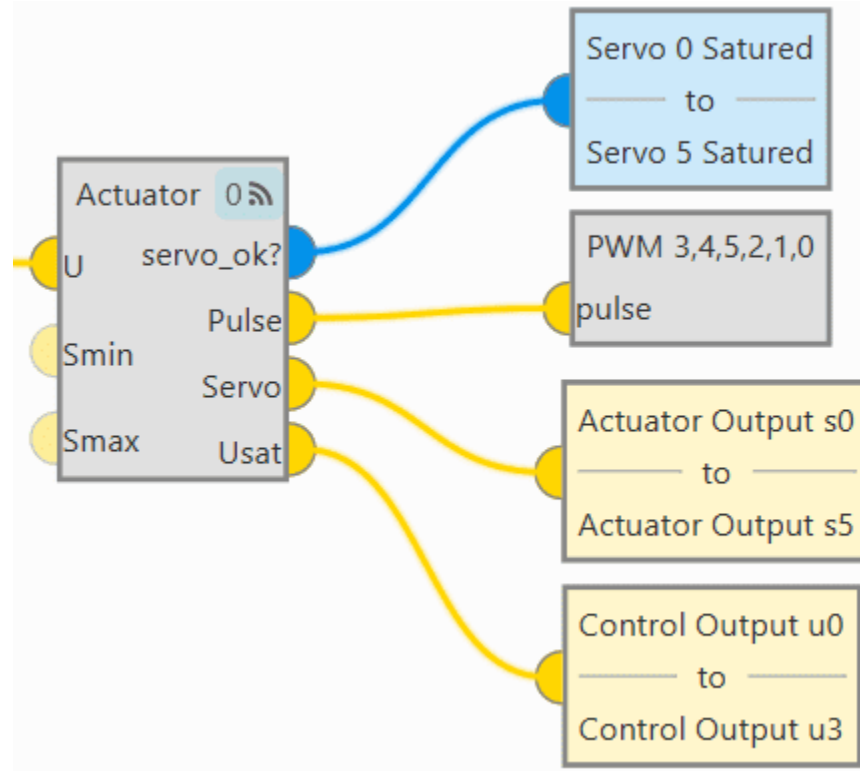 Actuator 0
U
Smin
Smax
servo_ok?
Pulse
Servo
Usat
Servo 0 Satured
to
Servo 5 Satured
PWM 3,4,5,2,1,0
pulse
Actuator Output s0
to
Actuator Output s5
Control Output u0
to
Control Output u3